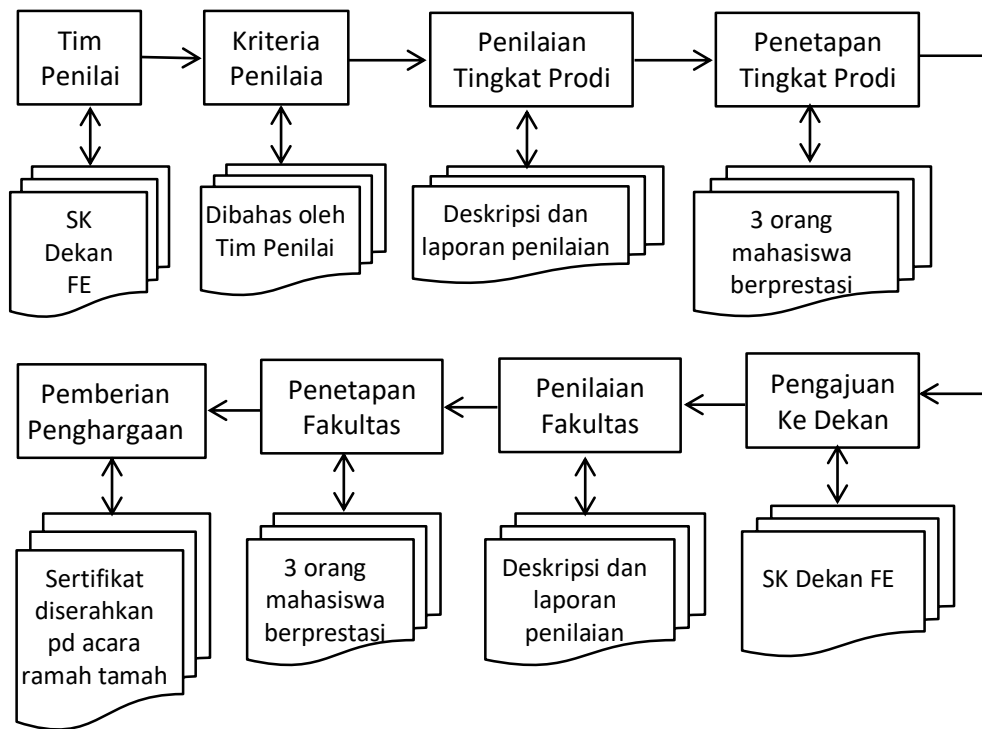 Tim
Penilai
Kriteria
Penilaia
Penilaian
Tingkat Prodi
Penetapan
Tingkat Prodi
SK
Dekan
FE
Dibahas oleh
Tim Penilai
Deskripsi dan
laporan penilaian
3 orang
mahasiswa
berprestasi
Pemberian
Penghargaan
Penetapan
Fakultas
Penilaian
Fakultas
Pengajuan
Ke Dekan
Sertifikat
diserahkan
pd acara
ramah tamah
3 orang
mahasiswa
berprestasi
Deskripsi dan
laporan
penilaian
SK Dekan FE